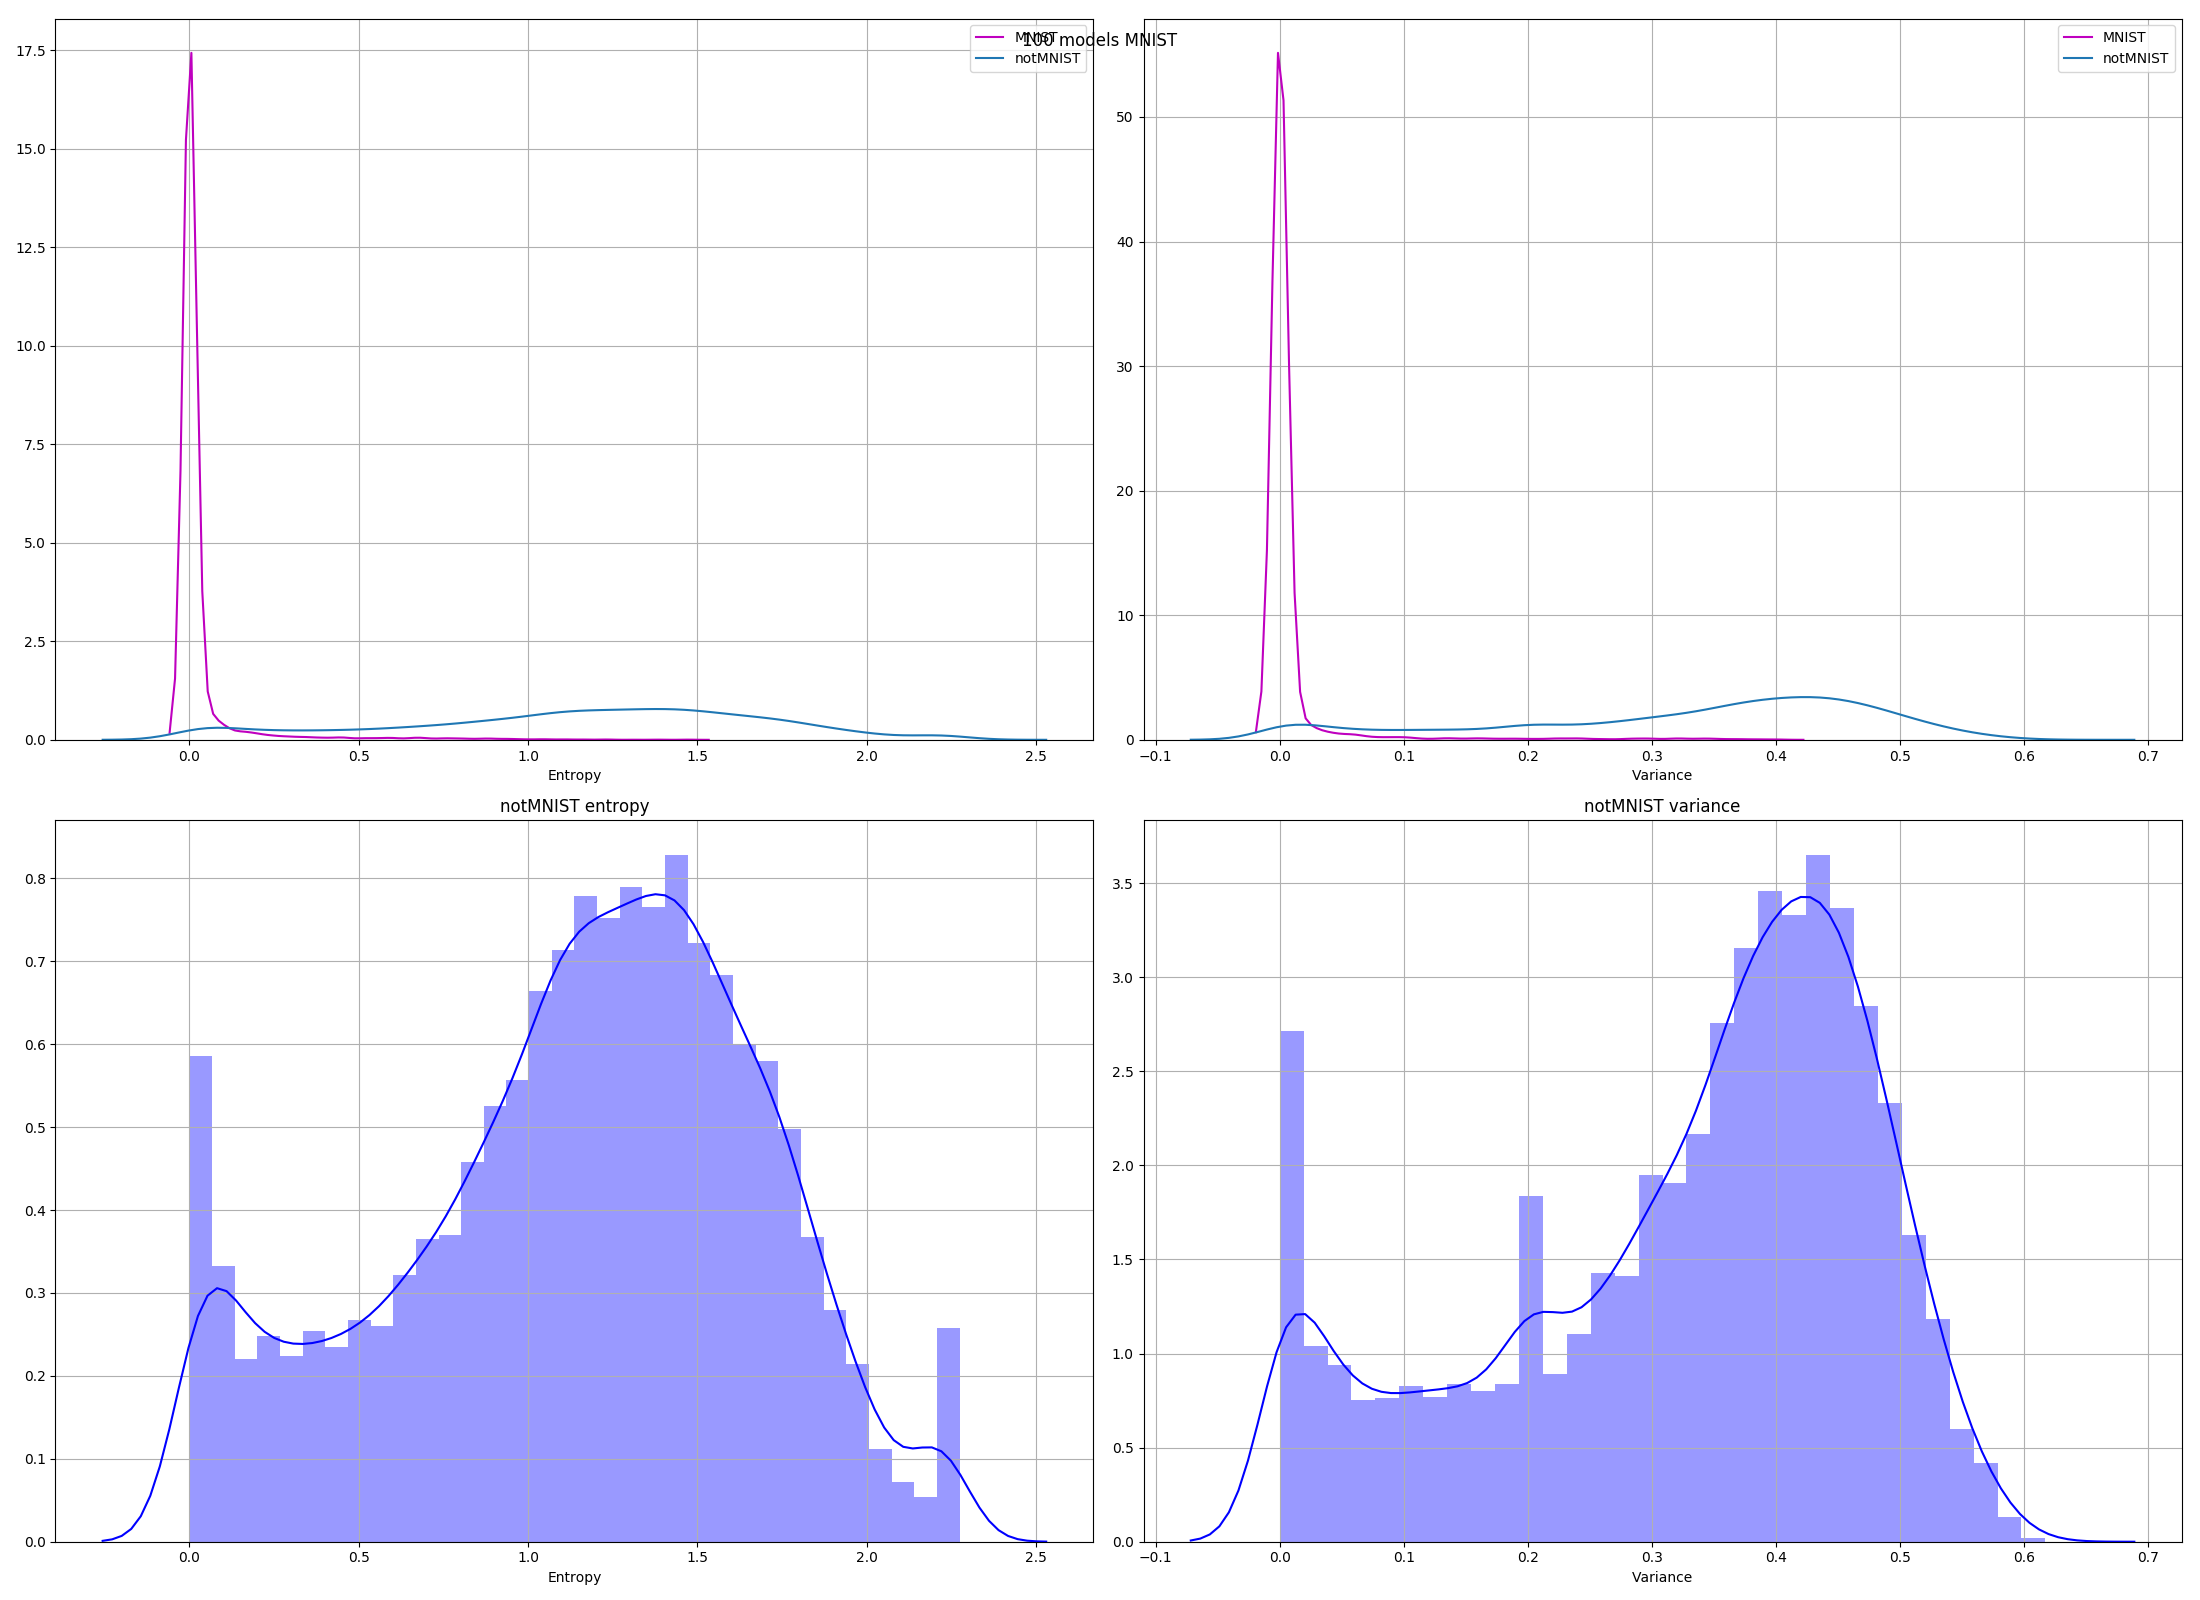 100 models MNIST
MNIST
notMNIST
17.5
15.0
12.5
10.0
7.5
5.0
2.5
0.0
0.0 0.5 1.0 1.5 2.0 2.5
Entropy
MNIST
notMNIST
50
40
30
20
10
0
−0.1 0.0 0.1 0.2 0.3 0.4 0.5 0.6 0.7
Variance
notMNIST entropy
0.8
0.7
0.6
0.5
0.4
0.3
0.2
0.1
0.0
0.0 0.5 1.0 1.5 2.0 2.5
Entropy
notMNIST variance
3.5
3.0
2.5
2.0
1.5
1.0
0.5
0.0
−0.1 0.0 0.1 0.2 0.3 0.4 0.5 0.6 0.7
Variance